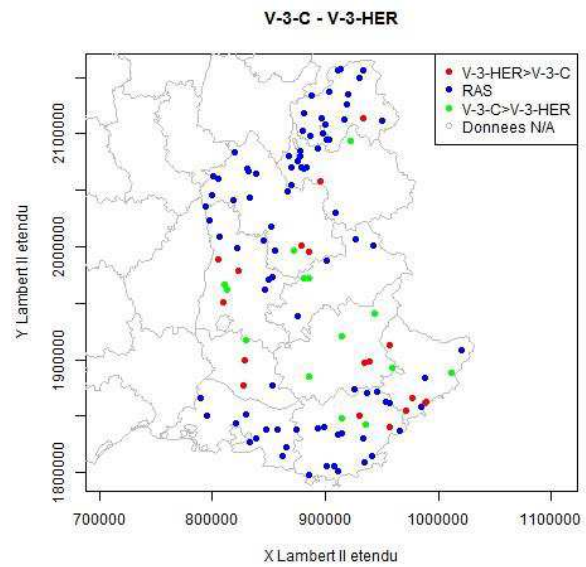 V-3-C - V-3-HER
V-3-HER>V-3-C
RAS
V-3-C>V-3-HER
Donnees N/A
Y Lambert II etendu
2100000
2000000
1900000
1800000
700000 800000 900000 1000000 1100000
X Lambert II etendu